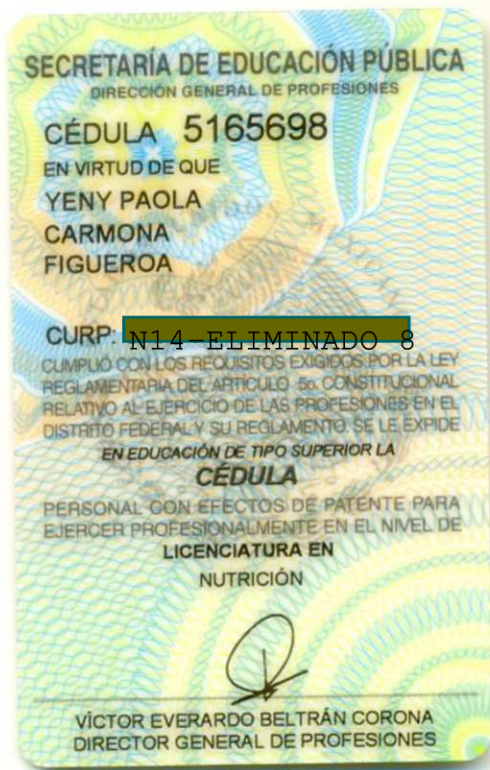 SECRETARÍA DE EDUCACIÓN PÚBLICA
DIRECCIÓN GENERAL DE PROFESIONES
CÉDULA 5165698
EN VIRTUD DE QUE
YENY PAOLA
CARMONA
FIGUEROA
CURP: N14-ELIMINADO 8
CUMPLIÓ CON LOS REQUISITOS EXIGIDOS POR LA LEY
REGLAMENTARIA DEL ARTÍCULO 5o. CONSTITUCIONAL
RELATIVO AL EJERCICIO DE LAS PROFESIONES EN EL
DISTRITO FEDERAL Y SU REGLAMENTO SE LE EXPIDE
EN EDUCACIÓN DE TIPO SUPERIOR LA
CÉDULA
PERSONAL CON EFECTOS DE PATENTE PARA
EJERCER PROFESIONALMENTE EN EL NIVEL DE
LICENCIATURA EN
NUTRICIÓN
VÍCTOR EVERARDO BELTRÁN CORONA
DIRECTOR GENERAL DE PROFESIONES